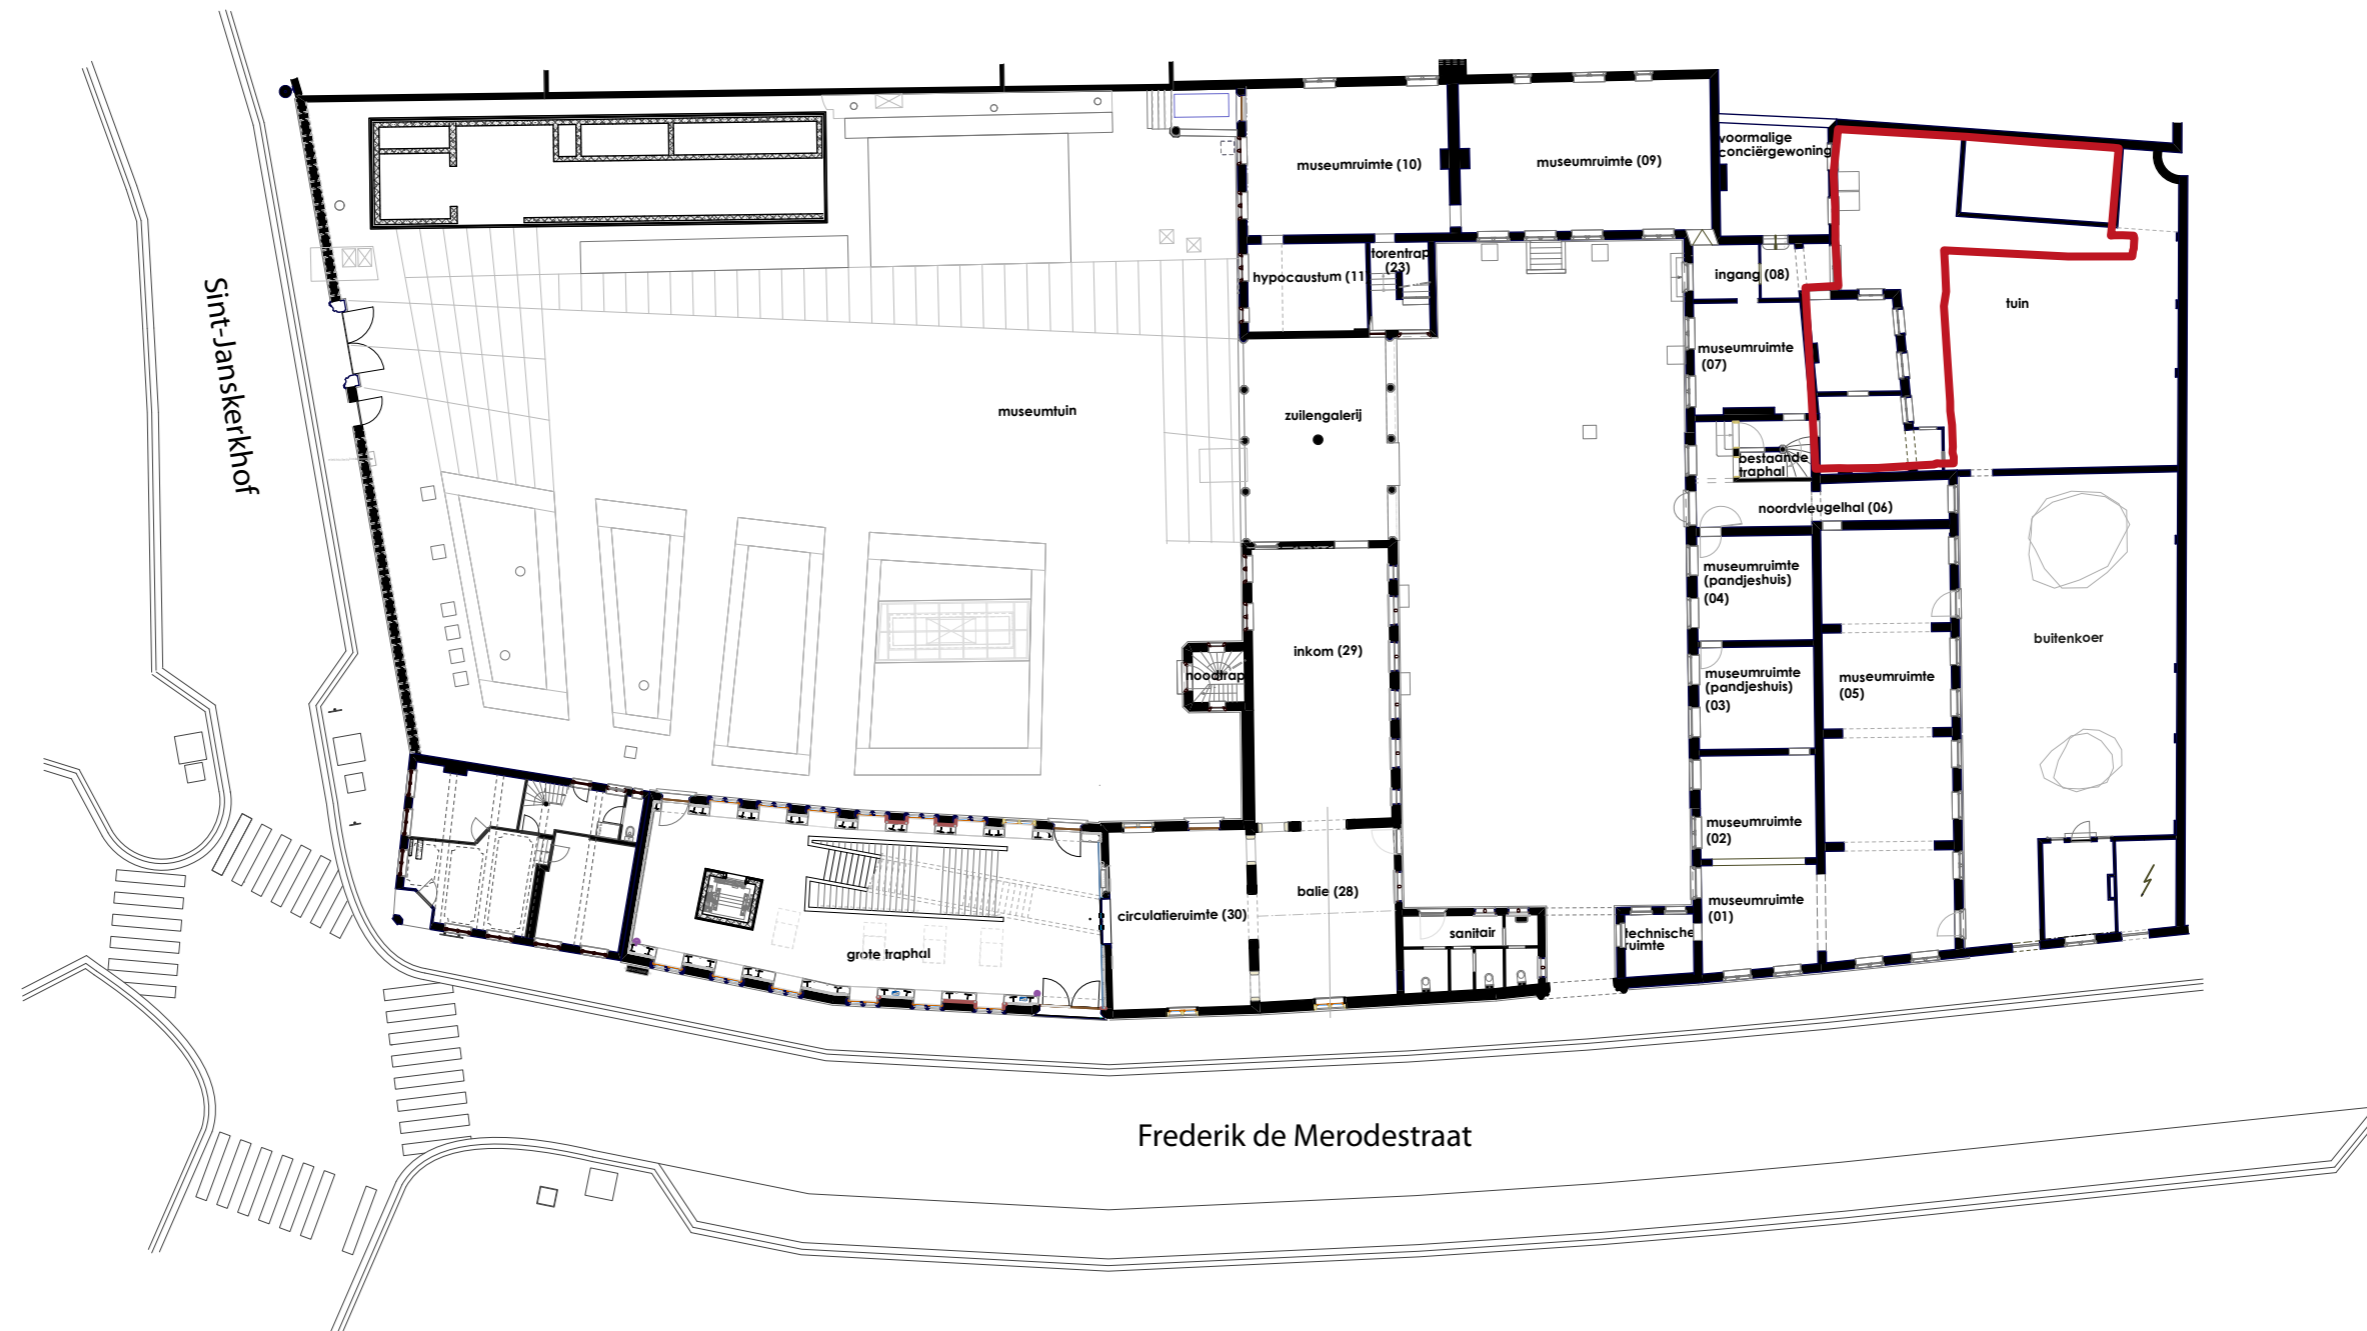 voormalige
conciërgewoning
museumruimte (10)
museumruimte (09)
torentrap
(23)
hypocaustum (11
ingang (08)
tuin
museumruimte
(07)
Sint-Janskerkhof
museumtuin
zuilengalerij
bestaande
traphal
noordvleugelhal (06)
museumruimte
(pandjeshuis)
(04)
buitenkoer
inkom (29)
noodtrap
museumruimte
(pandjeshuis)
(03)
museumruimte
(05)
museumruimte
(02)
balie (28)
museumruimte
(01)
circulatieruimte (30)
sanitair
technische
ruimte
grote traphal
Frederik de Merodestraat